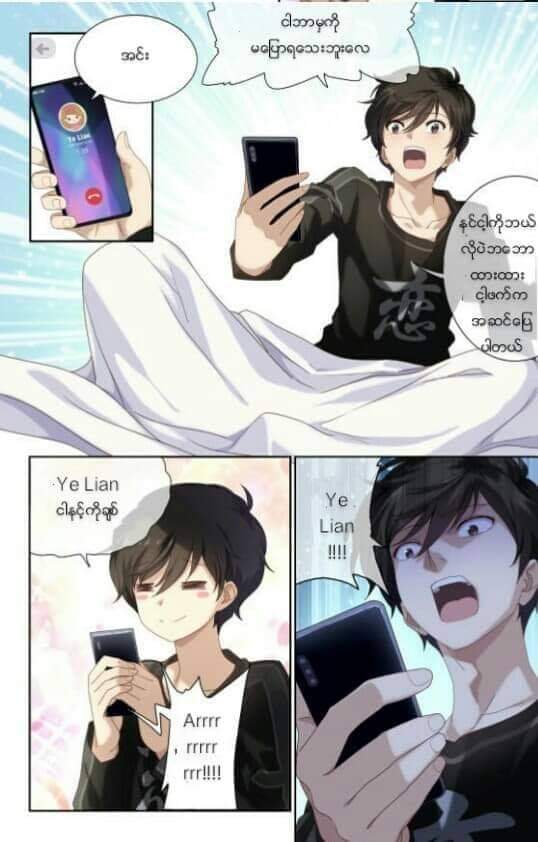 ငါဘာမှကို
မပြောရသေးဘူးလေ
အင်း
Ye Lian
နင်ငါ့ကိုဘယ်
လိုပဲဘဘော
ထားထား
ငါ့ဖက်က
အဆင်ပြေ
ပါတယ်
恋
Ye Lian
ငါနင့်ကိုချစ်
Arrrr
, rrrrr
rrr!!!!
Ye
Lian
!!!!